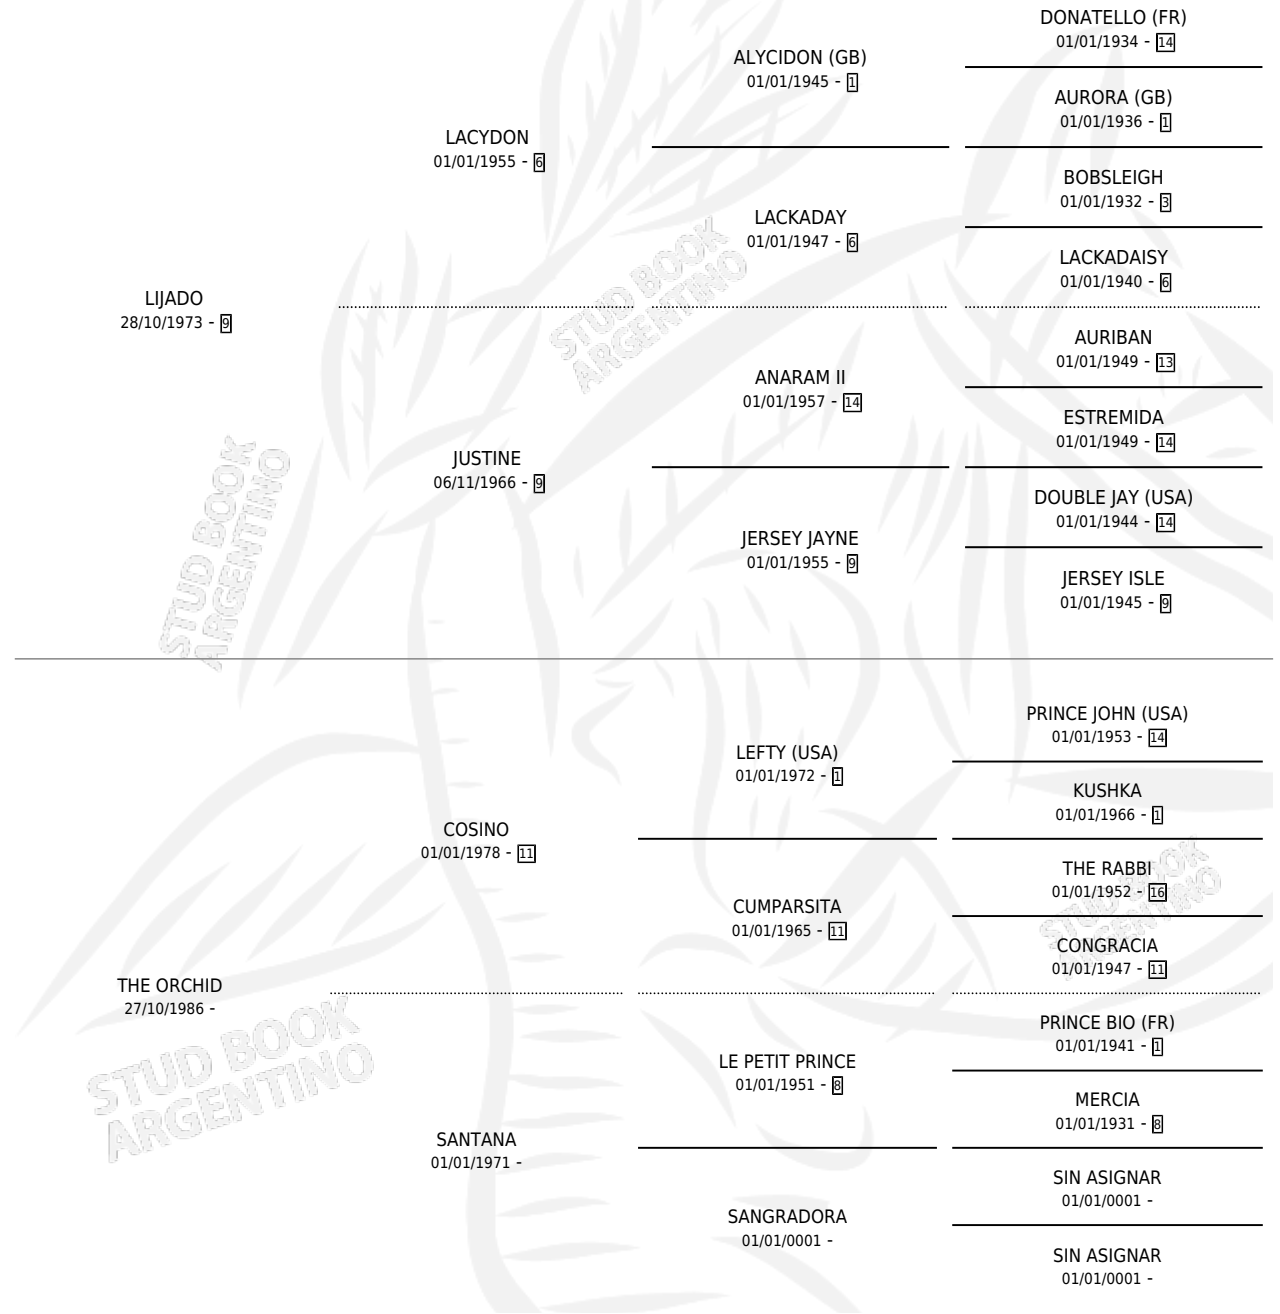 DONATELLO (FR)
01/01/1934 - 14
ALYCIDON (GB)
01/01/1945 - 1
AURORA (GB)
01/01/1936 - 1
LACYDON
01/01/1955 - 6
BOBSLEIGH
01/01/1932 - 3
LACKADAY
01/01/1947 - 6
LACKADAISY
01/01/1940 - 6
LIJADO
28/10/1973 - 9
STUD BOOK
ARGENTINO
AURIBAN
01/01/1949 - 13
ANARAM II
01/01/1957 - 14
ESTREMIDA
01/01/1949 - 14
JUSTINE
06/11/1966 - 9
DOUBLE JAY (USA)
01/01/1944 - 14
JERSEY JAYNE
01/01/1955 - 9
JERSEY ISLE
01/01/1945 - 9
STUD BOOK
ARGENTINO
PRINCE JOHN (USA)
01/01/1953 - 14
LEFTY (USA)
01/01/1972 - 1
KUSHKA
01/01/1966 - 1
COSINO
01/01/1978 - 11
THE RABBI
01/01/1952 - 16
CUMPARSITA
01/01/1965 - 11
STUD BOOK
ARGENTINO
CONGRACIA
01/01/1947 - 11
THE ORCHID
27/10/1986 -
STUD BOOK
ARGENTINO
PRINCE BIO (FR)
01/01/1941 - 1
LE PETIT PRINCE
01/01/1951 - 8
MERCIA
01/01/1931 - 8
SANTANA
01/01/1971 -
SIN ASIGNAR
01/01/0001 -
SANGRADORA
01/01/0001 -
SIN ASIGNAR
01/01/0001 -